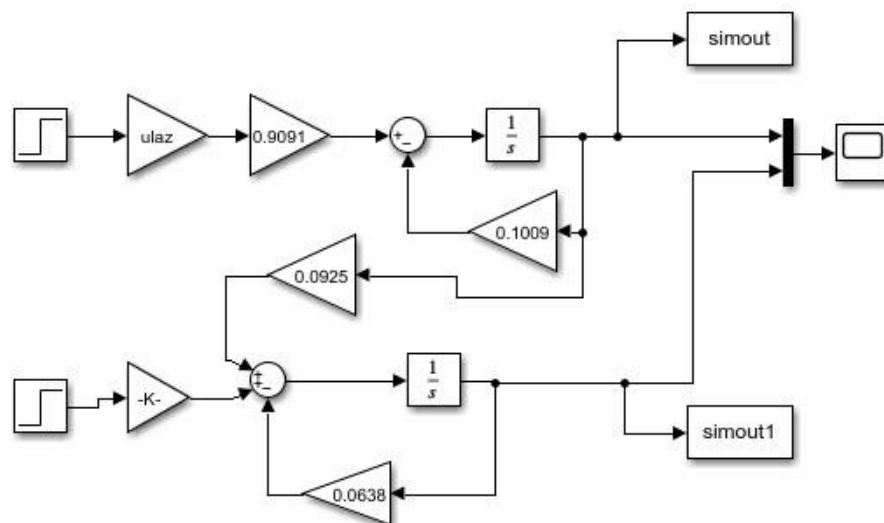 simout
ulaz
0.9091
+
−
1
s
0.1009
0.0925
+
+
−
1
s
-K-
simout1
0.0638